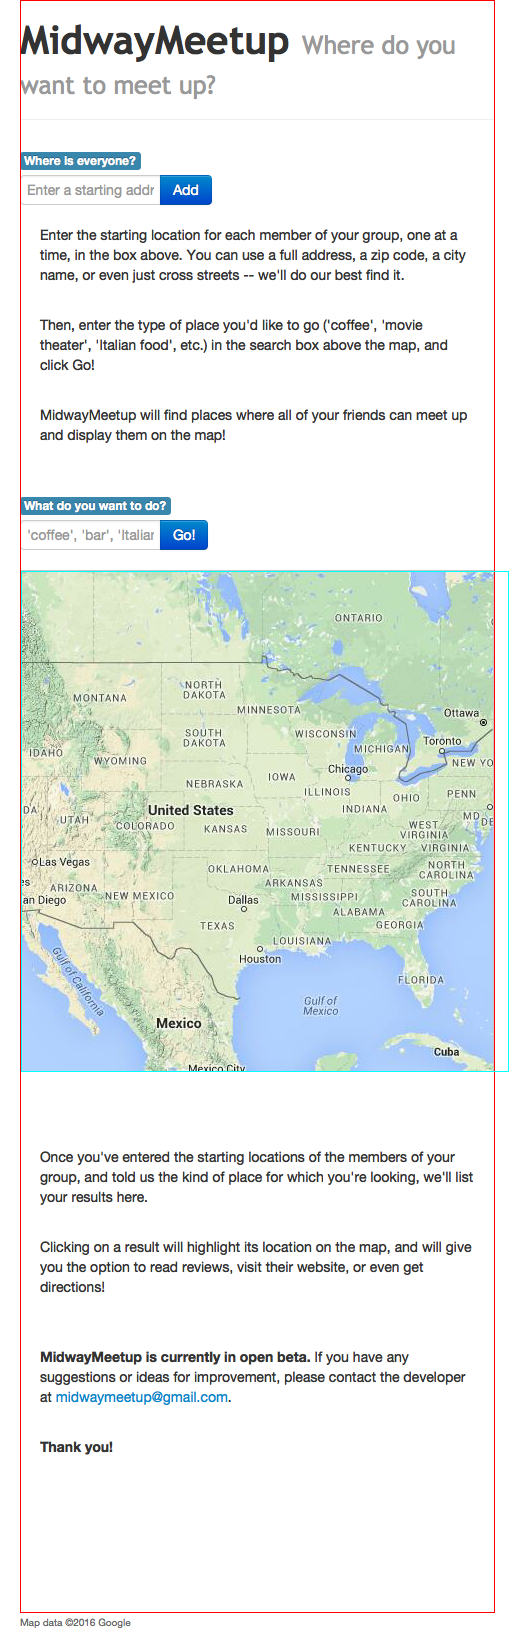 MidwayMeetup Where do you
want to meet up?
Where is everyone?
Enter a starting addr Add
Enter the starting location for each member of your group, one at a
time, in the box above. You can use a full address, a zip code, a city
name, or even just cross streets -- we'll do our best find it.
Then, enter the type of place you'd like to go ('coffee', 'movie
theater', 'Italian food', etc.) in the search box above the map, and
click Go!
MidwayMeetup will find places where all of your friends can meet up
and display them on the map!
What do you want to do?
'coffee', 'bar', 'Italian Go!
ONTARIO
NORTH
DAKOTA
MONTANA
MINNESOTA
Ottawa
SOUTH
DAKOTA
WISCONSIN
MICHIGAN
Toronto
IDAHO
WYOMING
NEW YO
Chicago
IOWA
NEBRASKA
ILLINOIS
OHIO
PENN
INDIANA
United States
DA
UTAH
COLORADO
KANSAS
MISSOURI
WEST
VIRGINIA
MD
DE
KENTUCKY
VIRGINIA
Las Vegas
OKLAHOMA
TENNESSEE
NORTH
CAROLINA
es
ARIZONA
NEW MEXICO
ARKANSAS
an Diego
Dallas
MISSISSIPPI
SOUTH
CAROLINA
ALABAMA
TEXAS
GEORGIA
LOUISIANA
Houston
Gulf of California
FLORIDA
Gulf of
Mexico
Mexico
Cuba
Mexico City
Once you've entered the starting locations of the members of your
group, and told us the kind of place for which you're looking, we'll list
your results here.
Clicking on a result will highlight its location on the map, and will give
you the option to read reviews, visit their website, or even get
directions!
MidwayMeetup is currently in open beta. If you have any
suggestions or ideas for improvement, please contact the developer
at midwaymeetup@gmail.com.
Thank you!
Map data ©2016 Google